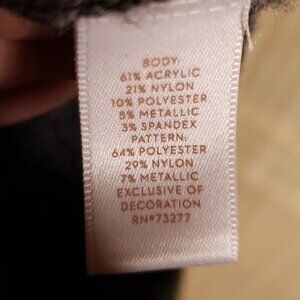 BODY:
61% ACRYLIC
21% NYLON
10% POLYESTER
5% METALLIC
3% SPANDEX
PATTERN:
64% POLYESTER
29% NYLON
7% METALLIC
EXCLUSIVE OF
DECORATION
RN#73277